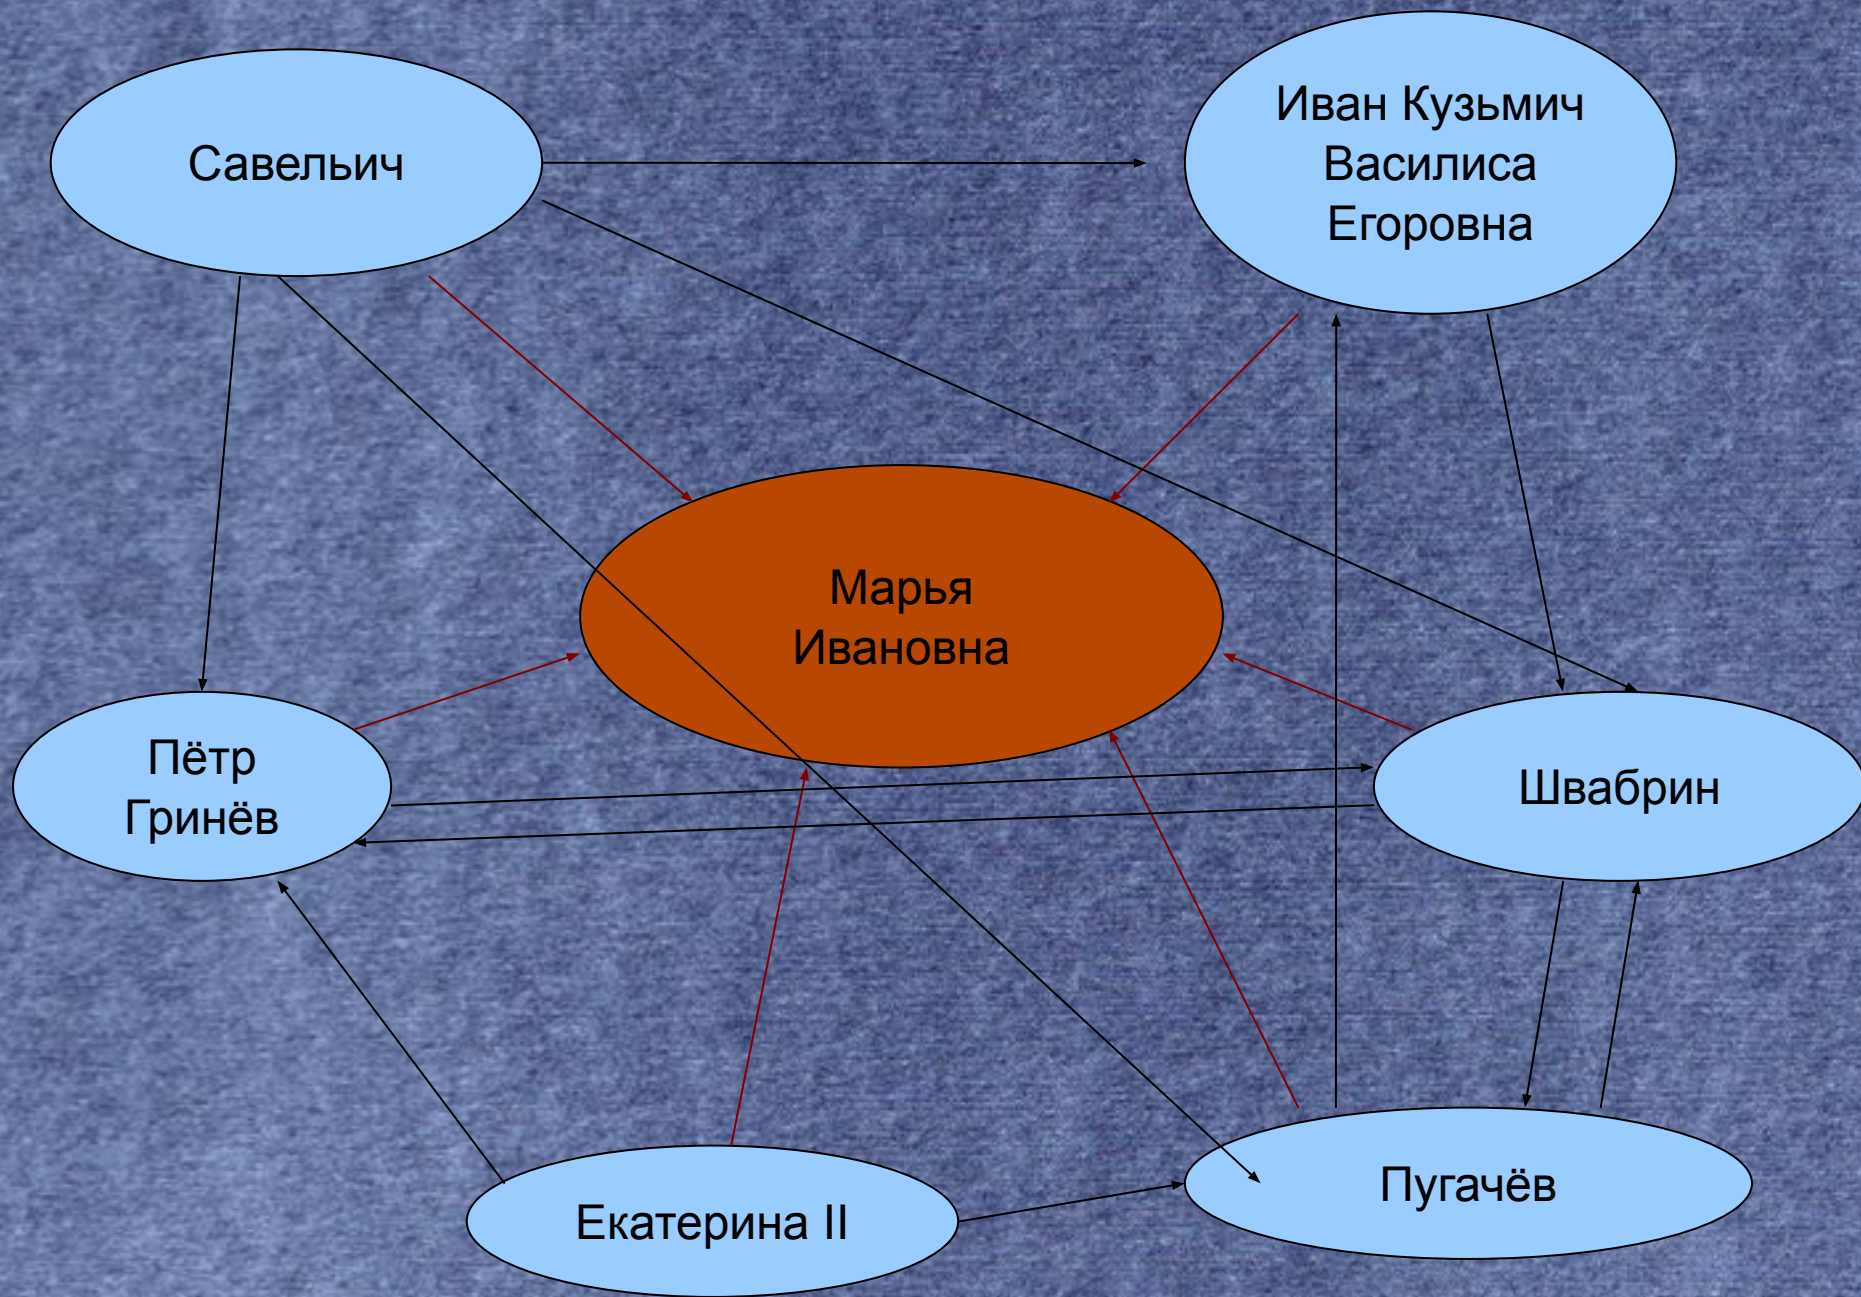 Савельич
Иван Кузьмич
Василиса
Егоровна
Марья
Ивановна
Пётр
Гринёв
Швабрин
Екатерина II
Пугачёв